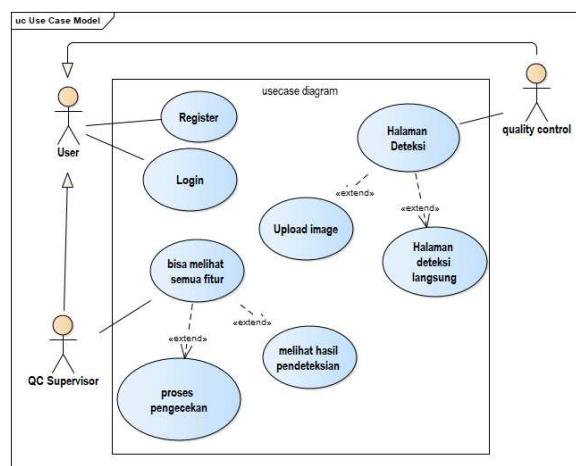 uc Use Case Model
usecase diagram
User
Register
Login
Halaman
Deteksi
quality control
«extend»
«extend»
Upload image
Halaman
deteksi
langsung
bisa melihat
semua fitur
QC Supervisor
«extend»
«extend»
proses
pengecekan
melihat hasil
pendeteksian